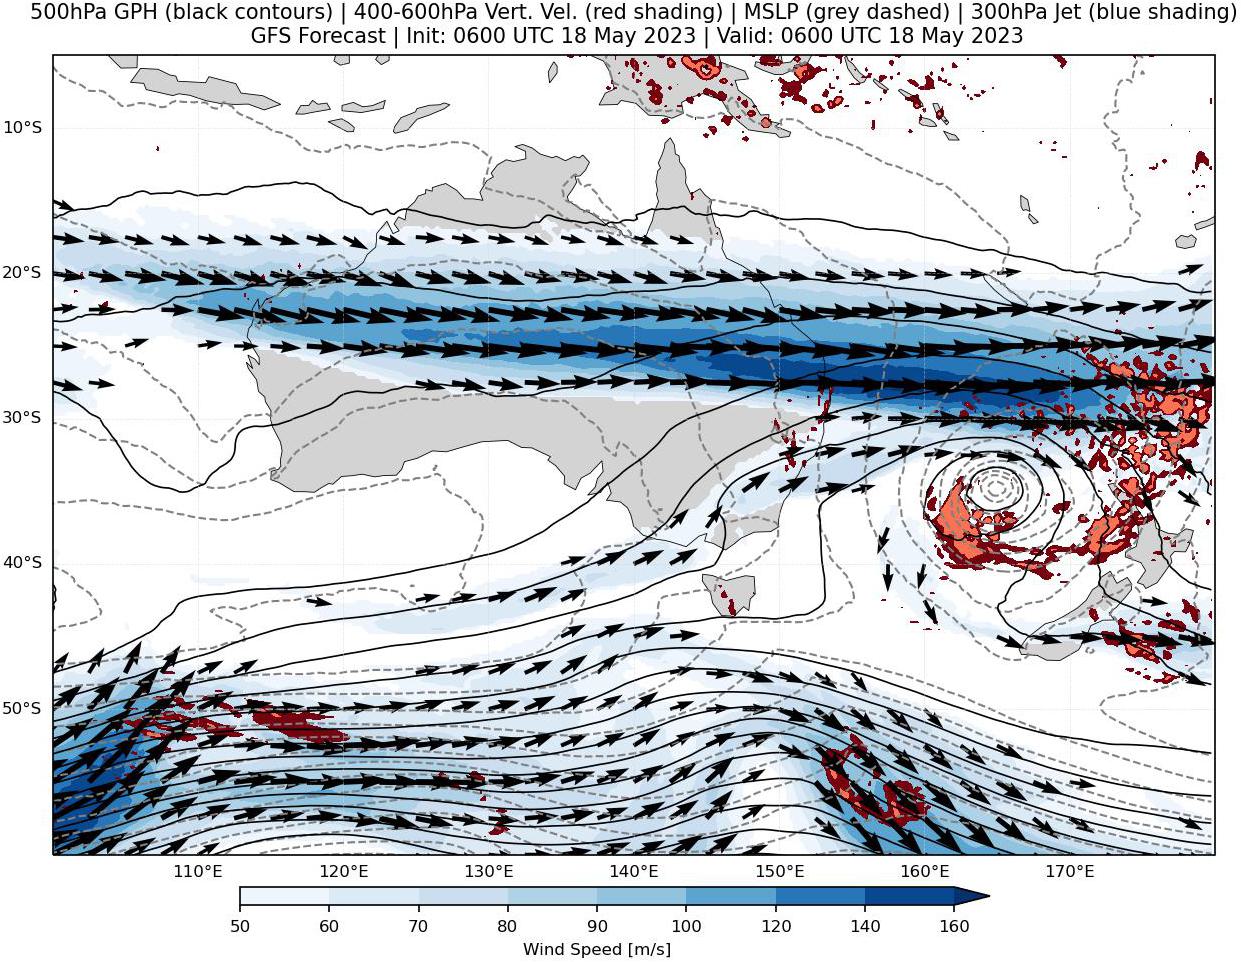 500hPa GPH (black contours) | 400-600hPa Vert. Vel. (red shading) | MSLP (grey dashed) | 300hPa Jet (blue shading)
GFS Forecast | Init: 0600 UTC 18 May 2023 | Valid: 0600 UTC 18 May 2023
10°S
20°S
30°S
40°S
50°S
110°E 120°E 130°E 140°E 150°E 160°E 170°E
50 60 70 80 90 100 120 140 160
Wind Speed [m/s]